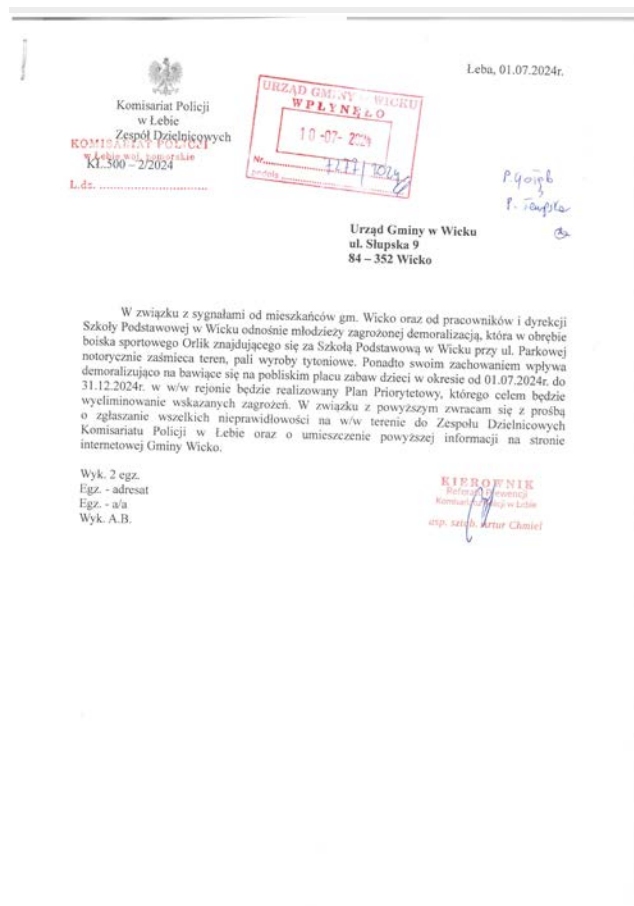 Łeba, 01.07.2024r.
Komisariat Policji
w Łebie
Zespół Dzielnicowych
KOMISARIAT POLICJI
w Łebie woj. pomorskie
KŁ.500 – 2/2024
L.dz.
URZĄD GMINY W WICKU
WPŁYNĘŁO
10 -07- 2024
Nr. 7277/2024
podpis
P. Gołąb
P.
Urząd Gminy w Wicku
ul. Słupska 9
84 – 352 Wicko
W związku z sygnałami od mieszkańców gm. Wicko oraz od pracowników i dyrekcji
Szkoły Podstawowej w Wicku odnośnie młodzieży zagrożonej demoralizacją, która w obrębie
boiska sportowego Orlik znajdującego się za Szkołą Podstawową w Wicku przy ul. Parkowej
notorycznie zaśmieca teren, pali wyroby tytoniowe. Ponadto swoim zachowaniem wpływa
demoralizująco na bawiące się na pobliskim placu zabaw dzieci w okresie od 01.07.2024r. do
31.12.2024r. w w/w rejonie będzie realizowany Plan Priorytetowy, którego celem będzie
wyeliminowanie wskazanych zagrożeń. W związku z powyższym zwracam się z prośbą
o zgłaszanie wszelkich nieprawidłowości na w/w terenie do Zespołu Dzielnicowych
Komisariatu Policji w Łebie oraz o umieszczenie powyższej informacji na stronie
internetowej Gminy Wicko.
Wyk. 2 egz.
Egz. - adresat
Egz. - a/a
Wyk. A.B.
KIEROWNIK
Referatu Prewencji
Komisariatu Policji w Łebie
asp. sztab. Artur Chmiel